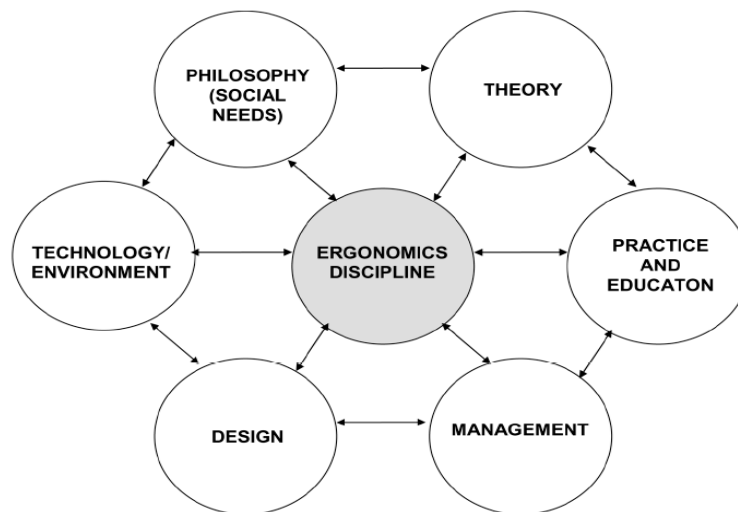 PHILOSOPHY
(SOCIAL
NEEDS)
THEORY
TECHNOLOGY/
ENVIRONMENT
ERGONOMICS
DISCIPLINE
PRACTICE
AND
EDUCATON
DESIGN
MANAGEMENT